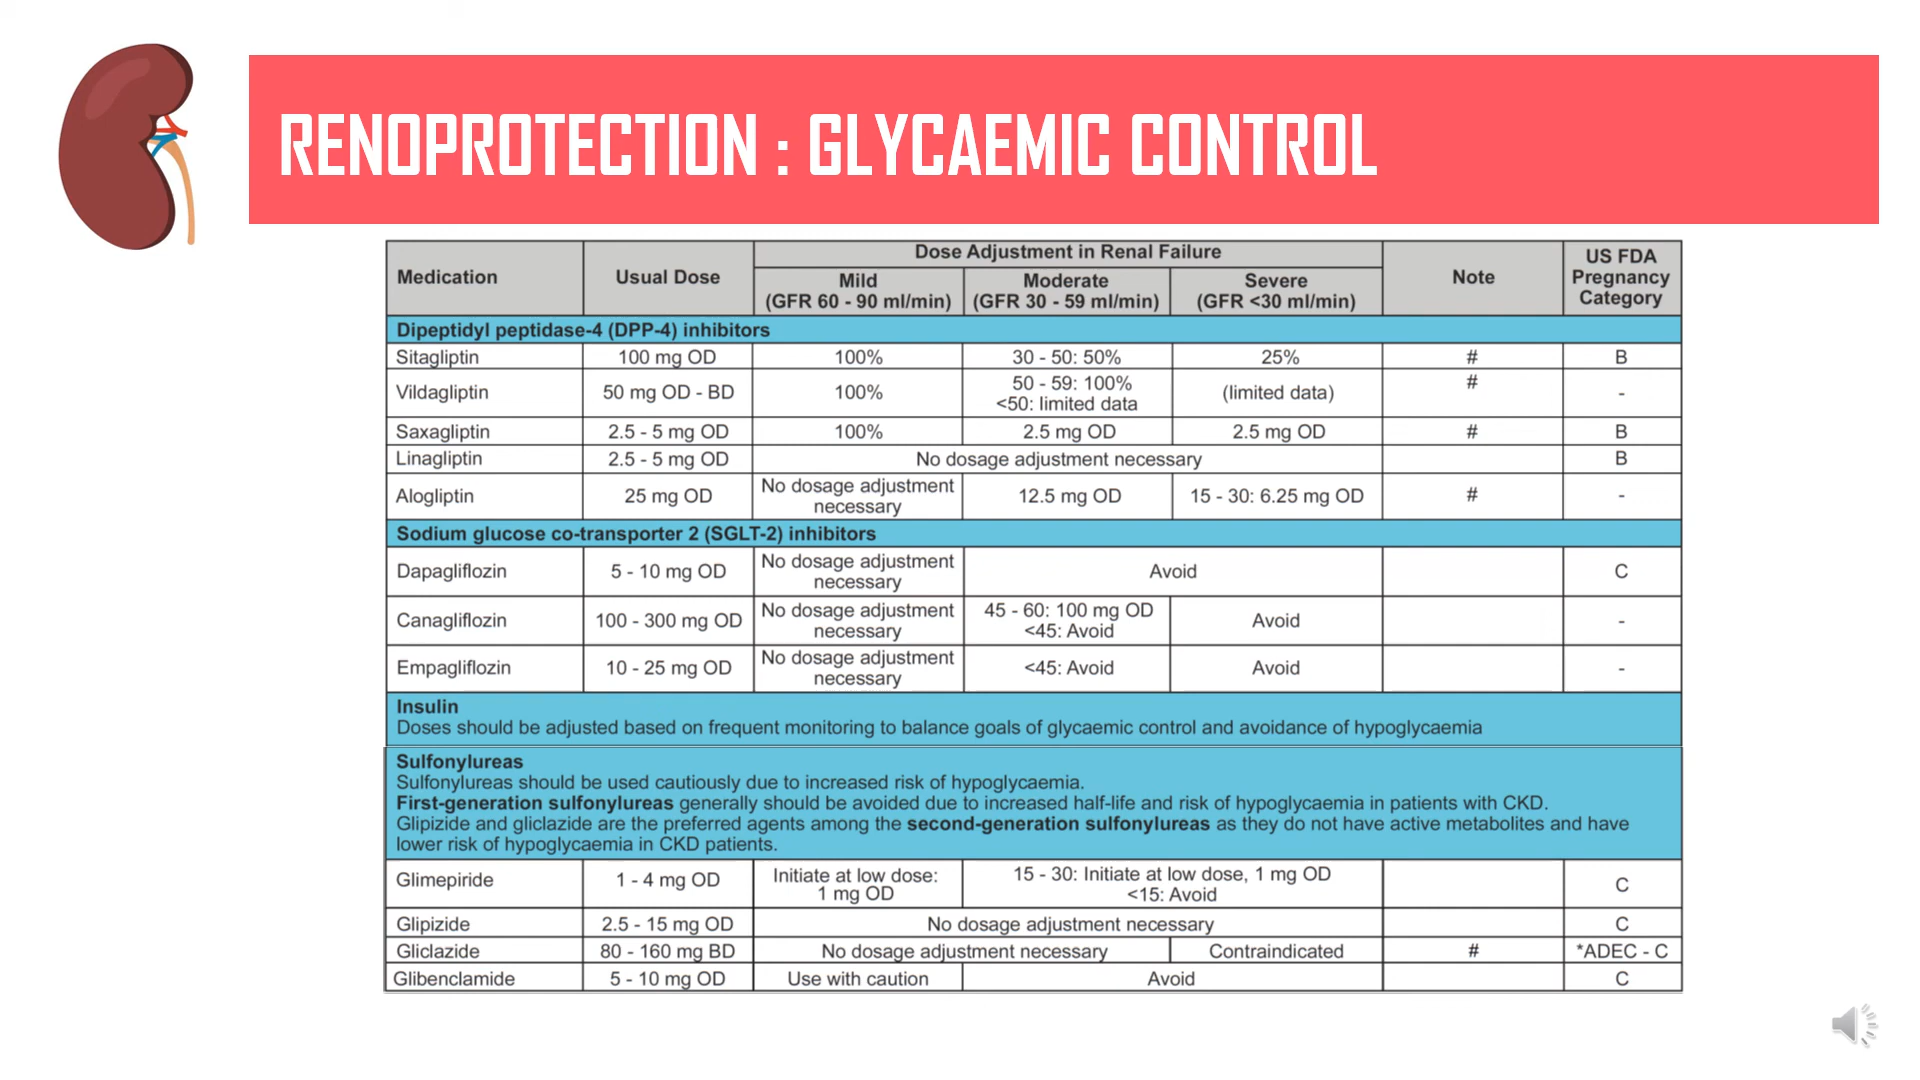 RENOPROTECTION : GLYCAEMIC CONTROL
Medication
Usual Dose
Dose Adjustment in Renal Failure
Mild
(GFR 60 - 90 ml/min)
Moderate
(GFR 30 - 59 ml/min)
Severe
(GFR <30 ml/min)
Note
US FDA
Pregnancy
Category
Dipeptidyl peptidase-4 (DPP-4) inhibitors
Sitagliptin 100 mg OD 100% 30 - 50: 50% 25% # B
Vildagliptin 50 mg OD - BD 100%
50 - 59: 100%
<50: limited data
(limited data) # -
Saxagliptin 2.5 - 5 mg OD 100% 2.5 mg OD 2.5 mg OD # B
Linagliptin 2.5 - 5 mg OD No dosage adjustment necessary B
Alogliptin 25 mg OD
No dosage adjustment
necessary
12.5 mg OD 15 - 30: 6.25 mg OD # -
Sodium glucose co-transporter 2 (SGLT-2) inhibitors
Dapagliflozin 5 - 10 mg OD
No dosage adjustment
necessary
Avoid C
Canagliflozin 100 - 300 mg OD
No dosage adjustment
necessary
45 - 60: 100 mg OD
<45: Avoid
Avoid -
Empagliflozin 10 - 25 mg OD
No dosage adjustment
necessary
<45: Avoid Avoid -
Insulin
Doses should be adjusted based on frequent monitoring to balance goals of glycaemic control and avoidance of hypoglycaemia
Sulfonylureas
Sulfonylureas should be used cautiously due to increased risk of hypoglycaemia.
First-generation sulfonylureas generally should be avoided due to increased half-life and risk of hypoglycaemia in patients with CKD.
Glipizide and gliclazide are the preferred agents among the second-generation sulfonylureas as they do not have active metabolites and have
lower risk of hypoglycaemia in CKD patients.
Glimepiride 1 - 4 mg OD
Initiate at low dose:
1 mg OD
15 - 30: Initiate at low dose, 1 mg OD
<15: Avoid
C
Glipizide 2.5 - 15 mg OD No dosage adjustment necessary C
Gliclazide 80 - 160 mg BD No dosage adjustment necessary Contraindicated # *ADEC - C
Glibenclamide 5 - 10 mg OD Use with caution Avoid C